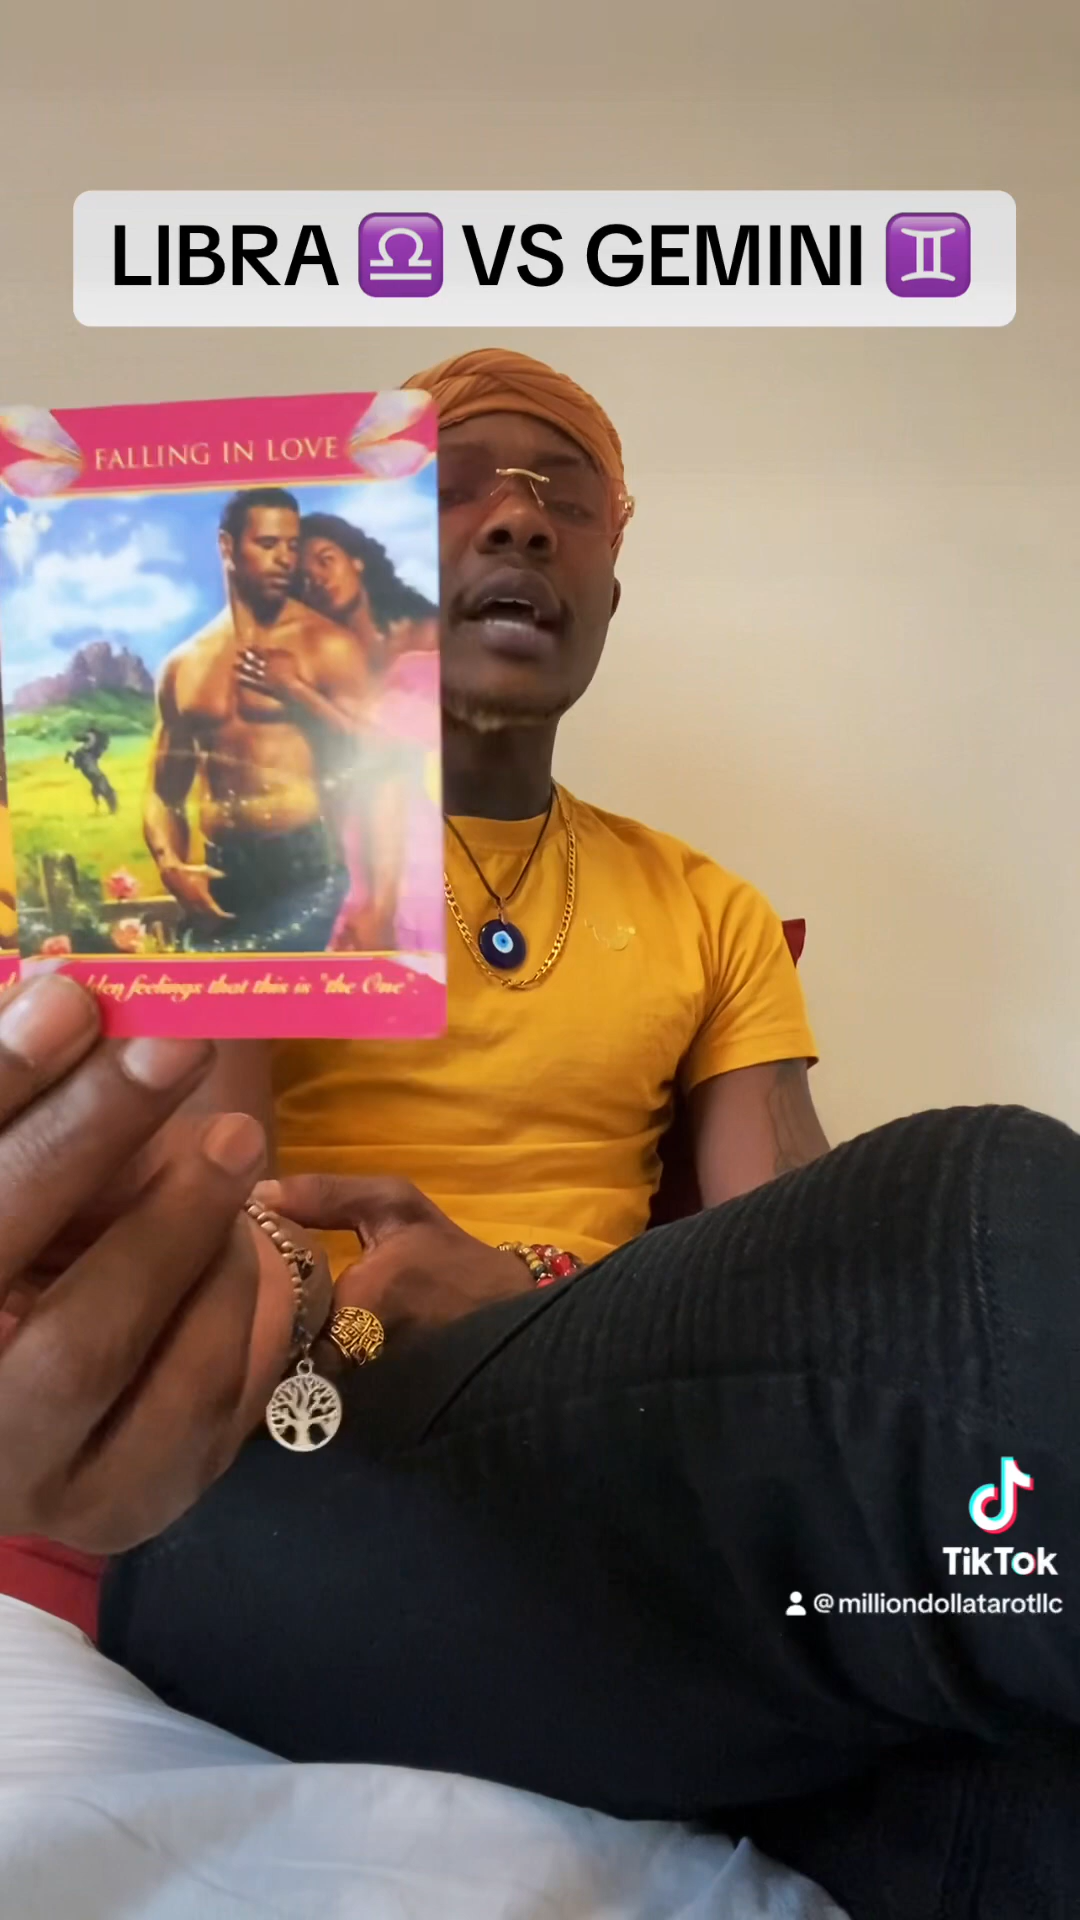 LIBRA ♎ VS GEMINI ♊
FALLING IN LOVE
feelings that this is "the One".
TikTok
@milliondollatarotllc